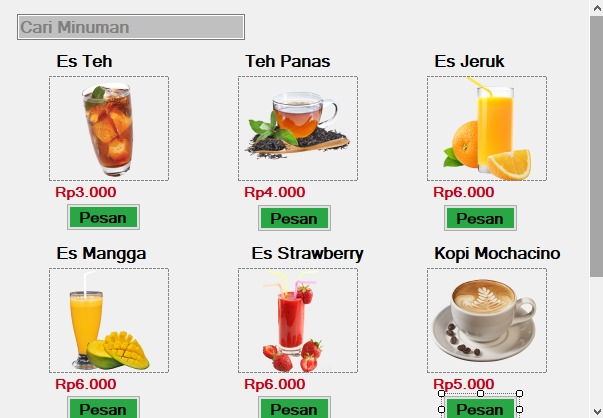 Cari Minuman
Es Teh
Teh Panas
Es Jeruk
Rp3.000
Rp4.000
Rp6.000
Pesan
Pesan
Pesan
Es Mangga
Es Strawberry
Kopi Mochacino
Rp6.000
Rp6.000
Rp5.000
Pesan
Pesan
Pesan